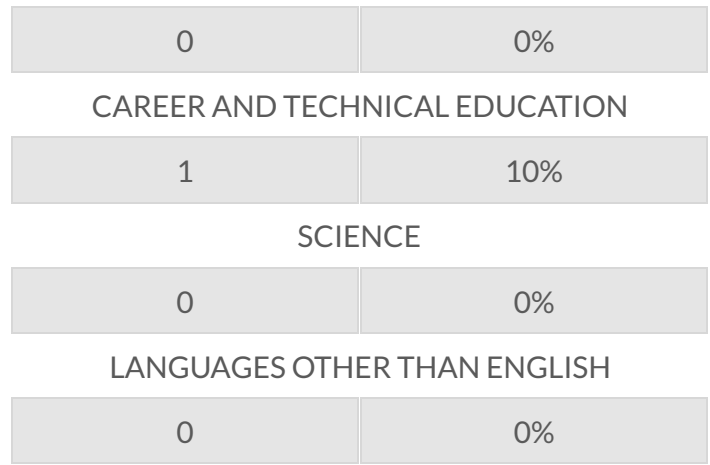 0 0%
CAREER AND TECHNICAL EDUCATION
1 10%
SCIENCE
0 0%
LANGUAGES OTHER THAN ENGLISH
0 0%